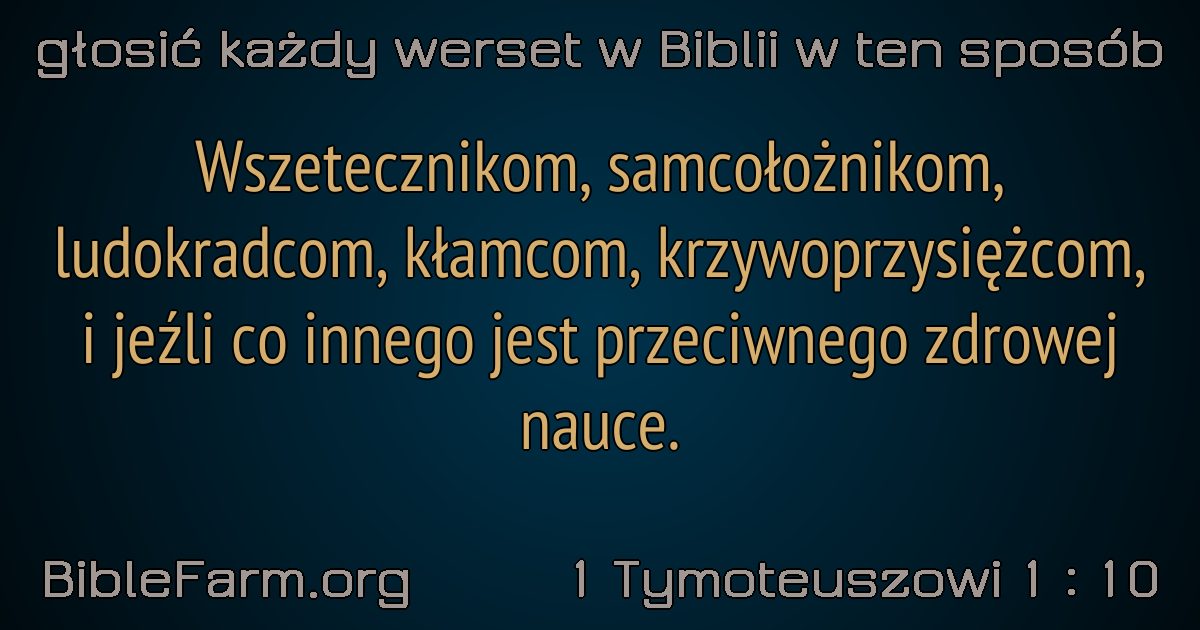 głosić każdy werset w Biblii w ten sposób
Wszetecznikom, samcołożnikom,
ludokradcom, kłamcom, krzywoprzysiężcom,
i jeźli co innego jest przeciwnego zdrowej
nauce.
BibleFarm.org 1 Tymoteuszowi 1 : 10